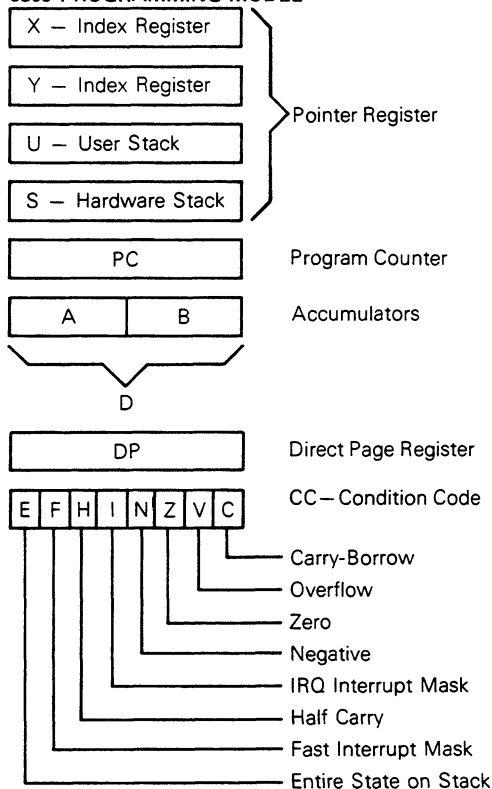 X — Index Register
Y — Index Register
Pointer Register
U — User Stack
S — Hardware Stack
PC Program Counter
A B Accumulators
D
DP Direct Page Register
E F H I N Z V C CC—Condition Code
Carry-Borrow
Overflow
Zero
Negative
IRQ Interrupt Mask
Half Carry
Fast Interrupt Mask
Entire State on Stack